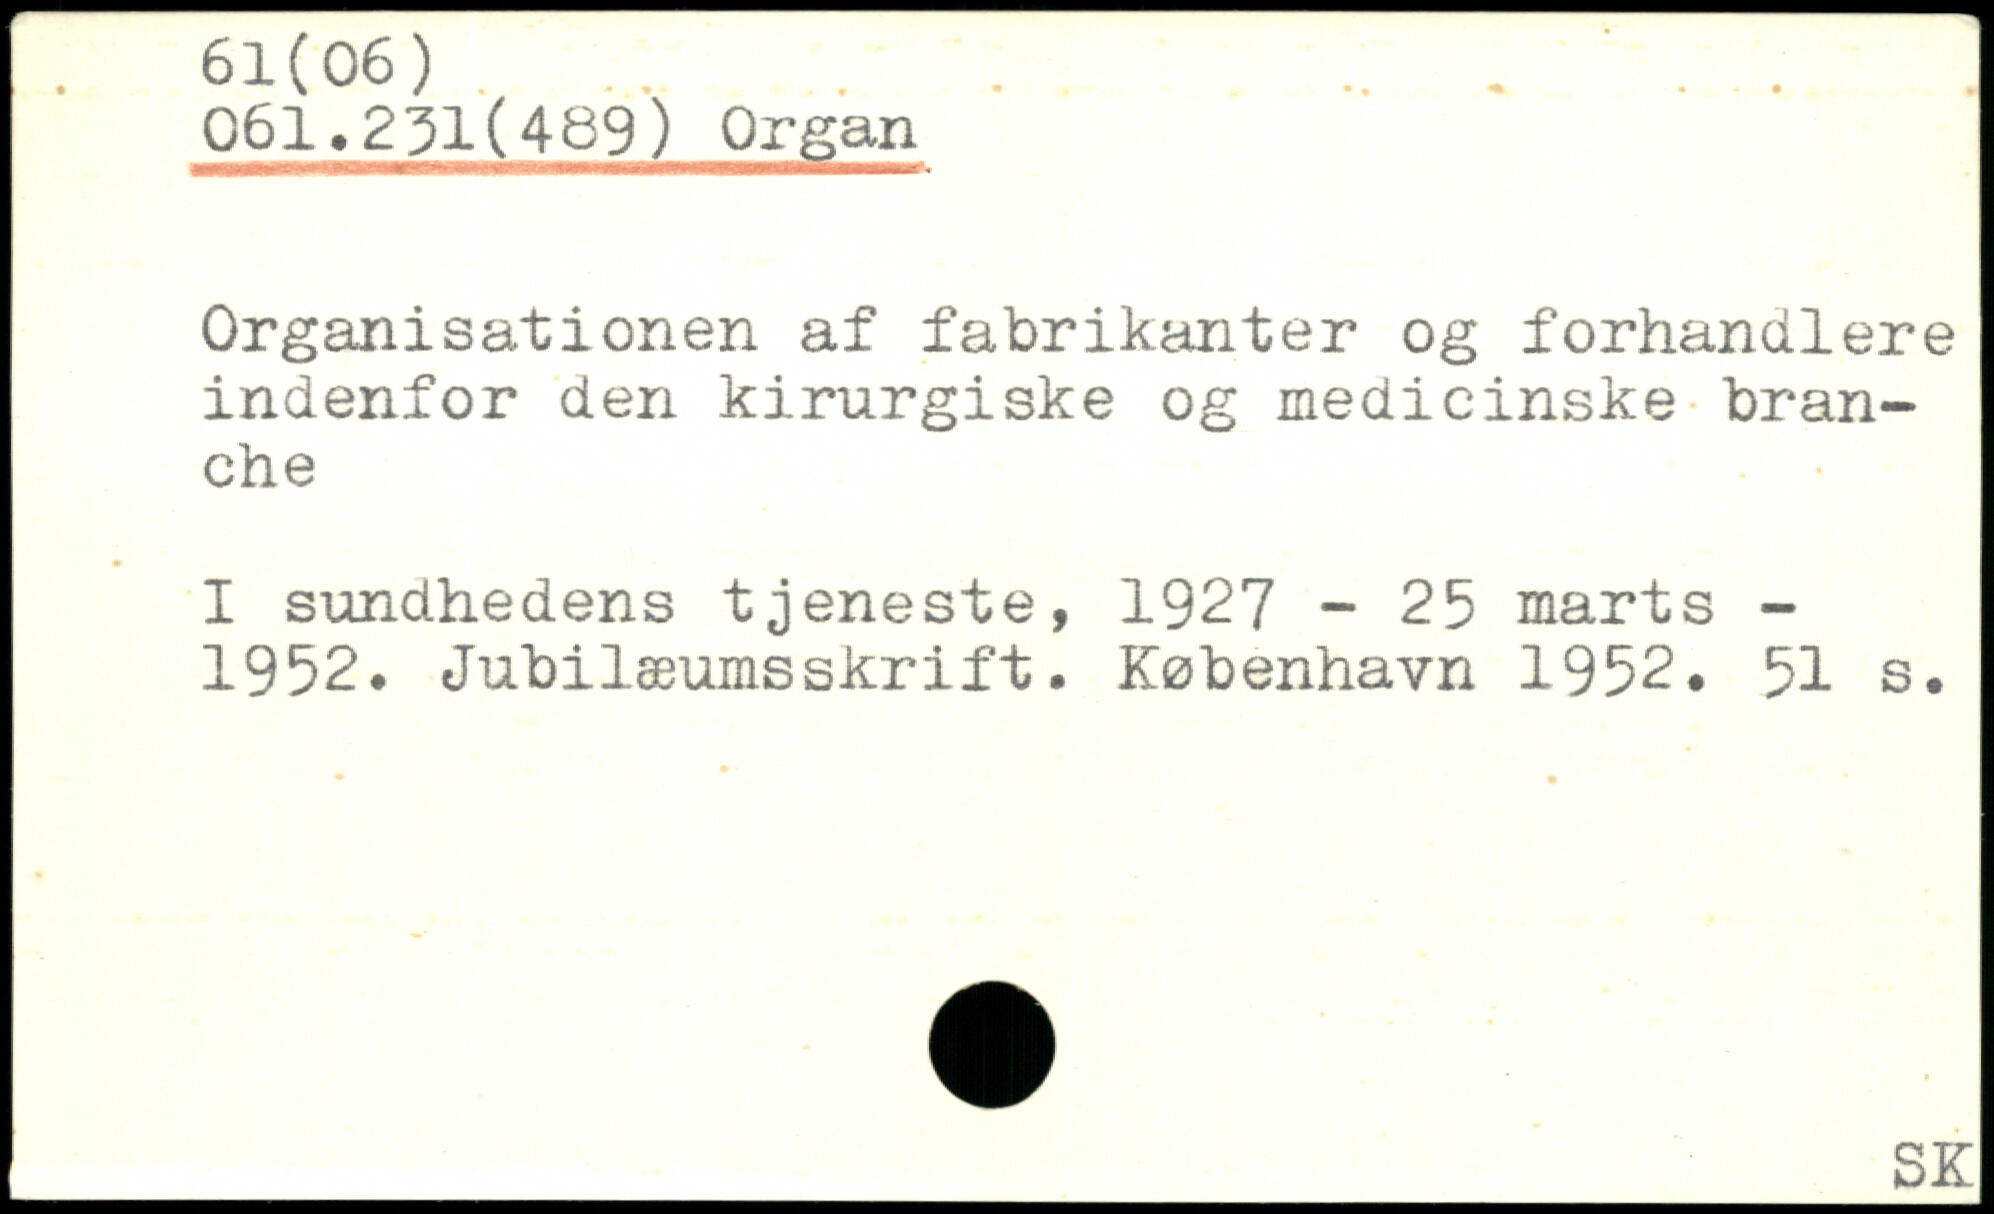 61(06)
061.231(489) Organ
Organisationen af fabrikanter og forhandlere
indenfor den kirurgiske og medicinske bran-
che
I sundhedens tjeneste, 1927 - 25 marts -
1952. Jubilæumsskrift. København 1952. 51 s.
SK